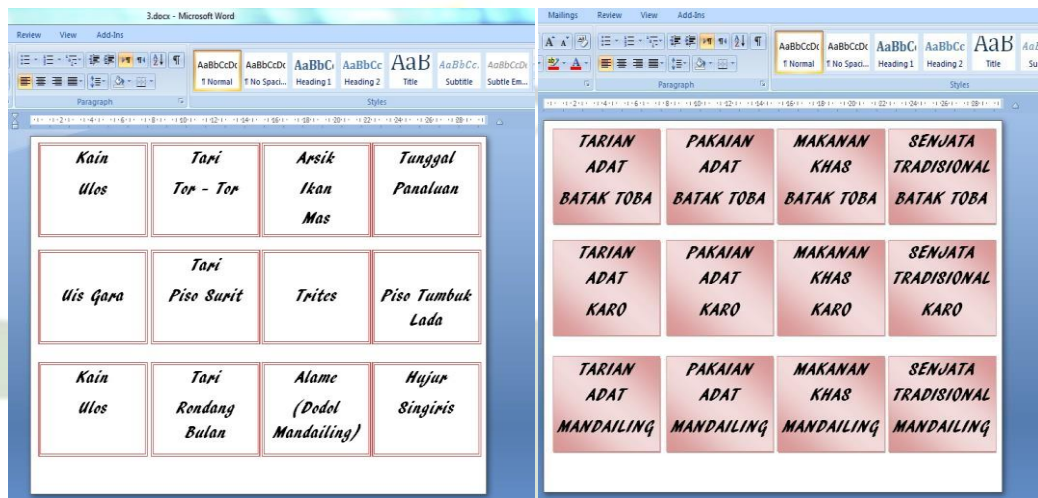 3.docx - Microsoft Word
Review View Add-Ins
AaBbCcDc AaBbCcDc AaBbC AaBbCc AaB AaBbCc. AaBbCcDc
¶ Normal ¶ No Spaci... Heading 1 Heading 2 Title Subtitle Subtle Em...
Paragraph Styles
Kain Tari Arsik Tunggal
Ulos Tor - Tor Ikan Panaluan
Mas
Tari
Uis Gara Piso Surit Trites Piso Tumbuk
Lada
Kain Tari Alame Hujur
Ulos Rondang (Dodol Singiris
Bulan Mandailing)
Mailings Review View Add-Ins
AaBbCcDc AaBbCcDc AaBbC AaBbCc AaB
¶ Normal ¶ No Spaci... Heading 1 Heading 2 Title Su
Paragraph Styles
TARIAN PAKAIAN MAKANAN SENJATA
ADAT ADAT KHAS TRADISIONAL
BATAK TOBA BATAK TOBA BATAK TOBA BATAK TOBA
TARIAN PAKAIAN MAKANAN SENJATA
ADAT ADAT KHAS TRADISIONAL
KARO KARO KARO KARO
TARIAN PAKAIAN MAKANAN SENJATA
ADAT ADAT KHAS TRADISIONAL
MANDAILING MANDAILING MANDAILING MANDAILING